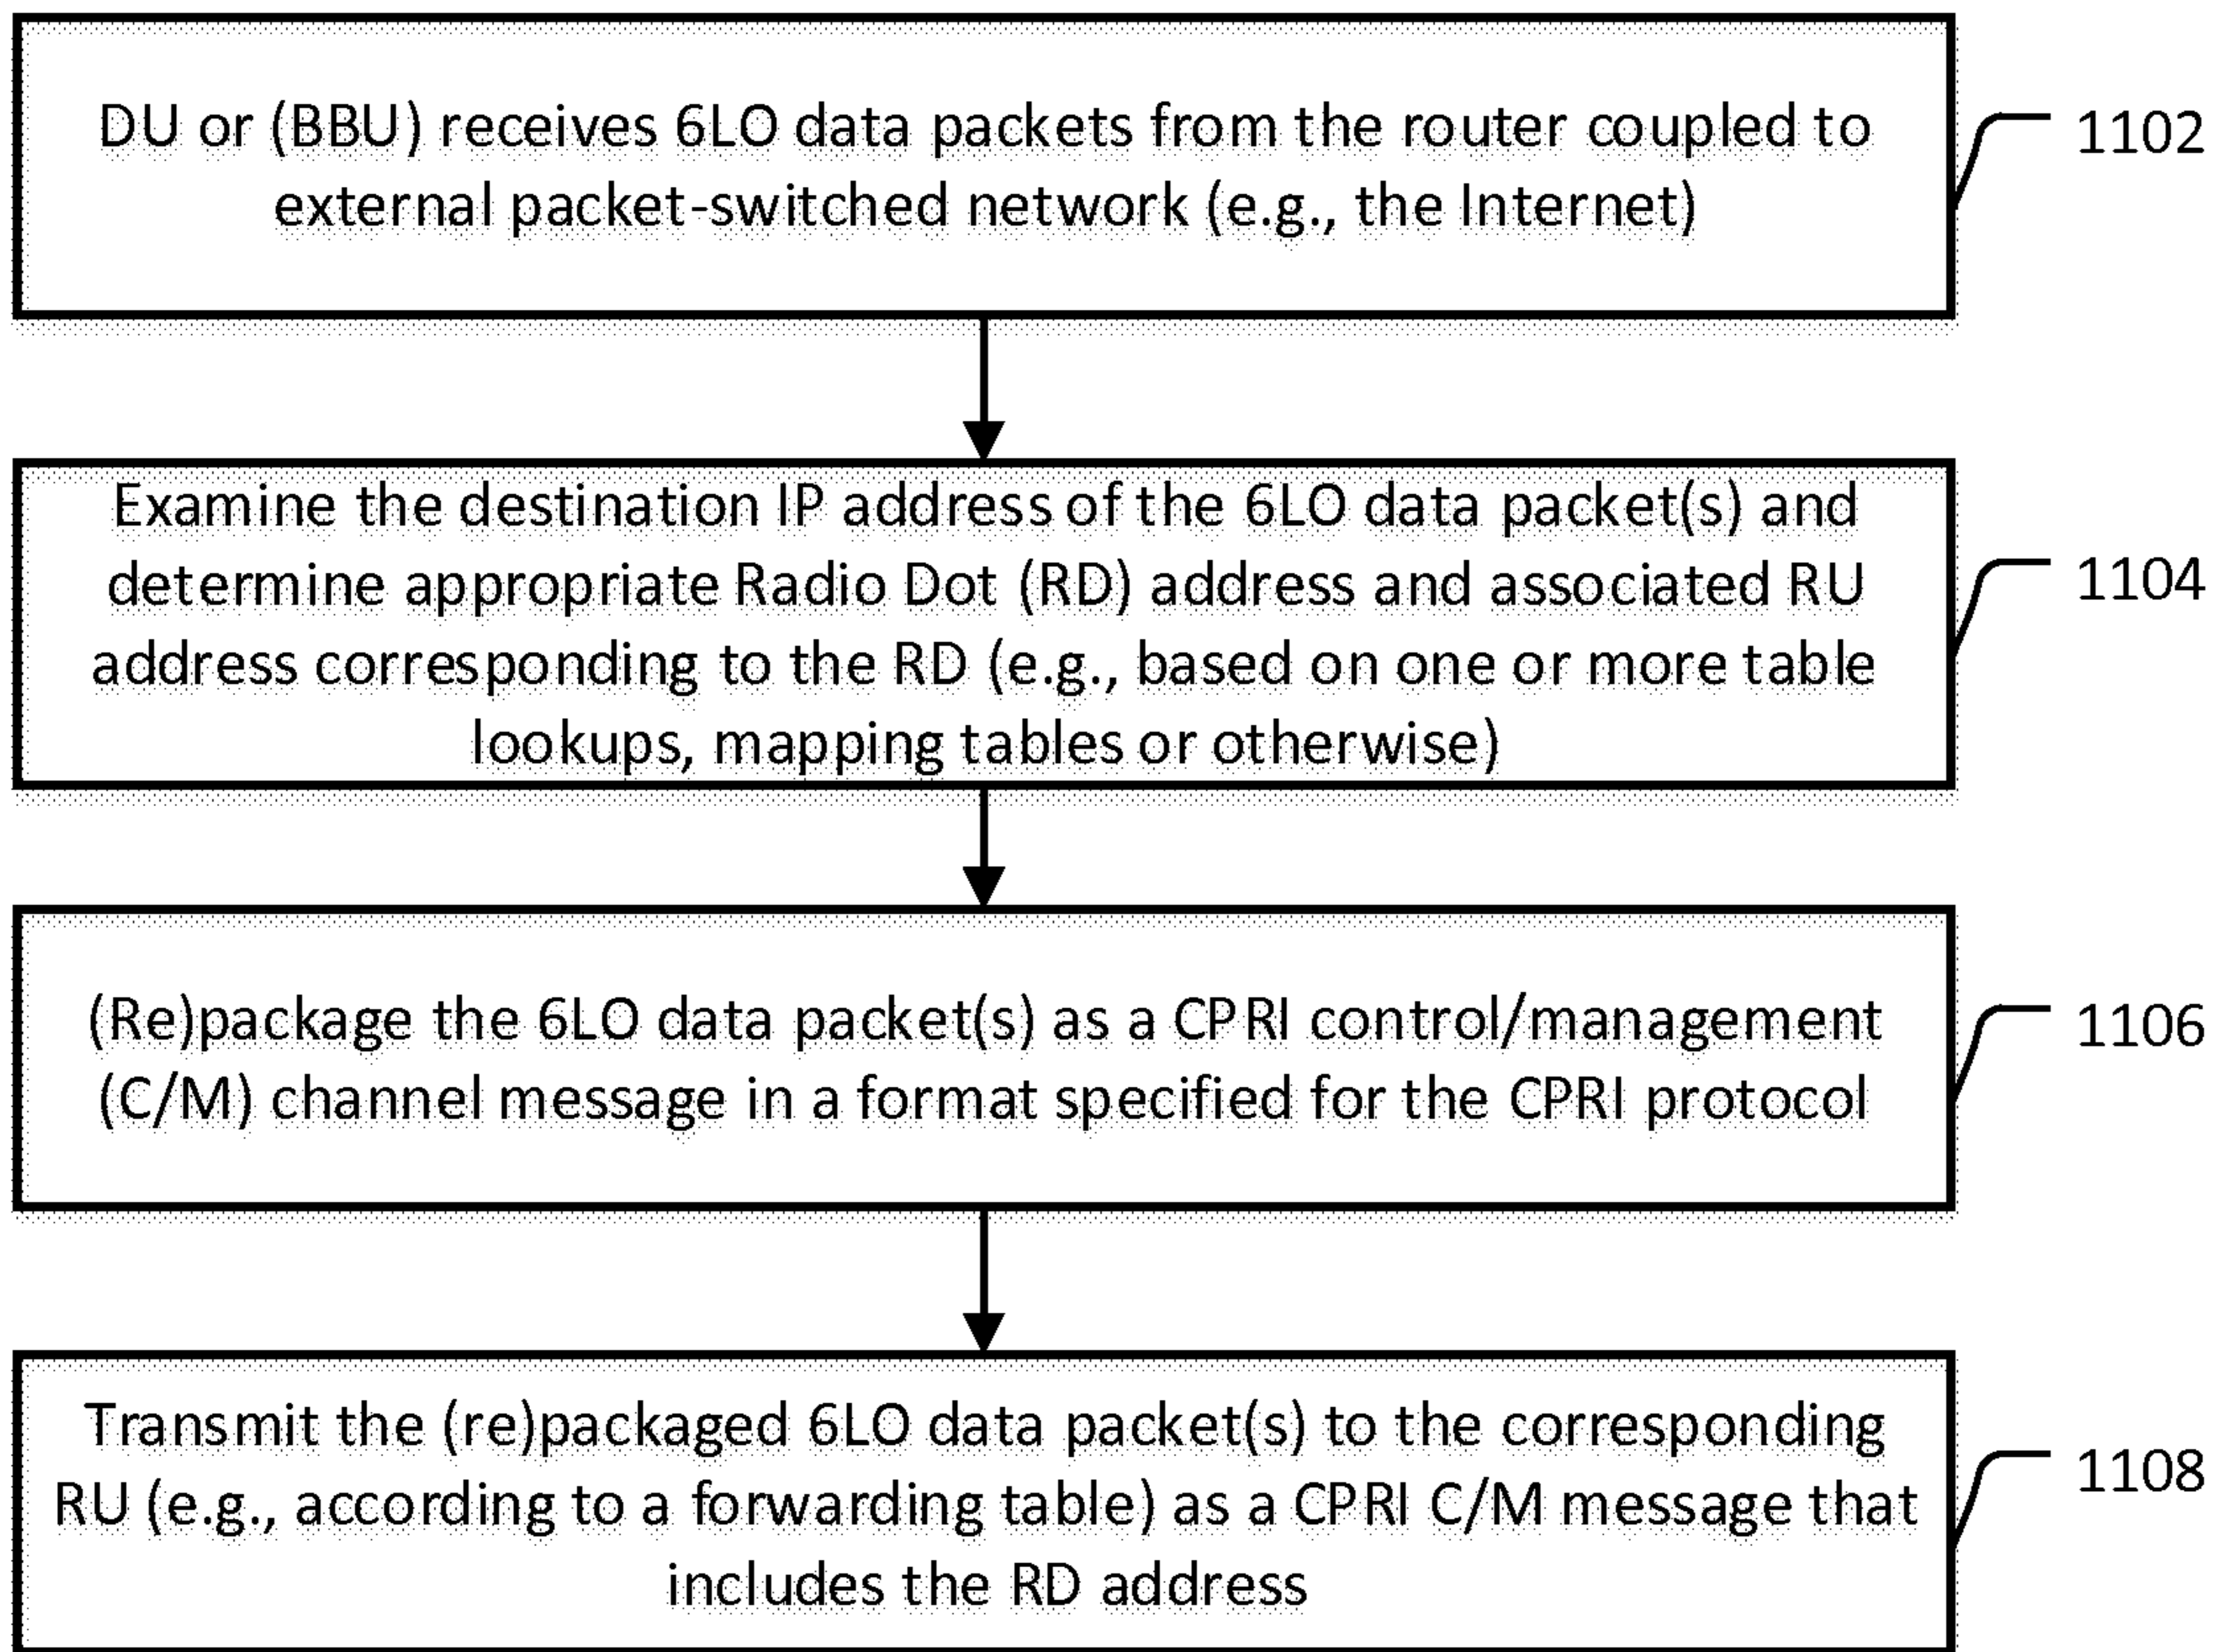 DU or (BBU) receives 6LO data packets from the router coupled to
external packet-switched network (e.g., the Internet)
1102
Examine the destination IP address of the 6LO data packet(s) and
determine appropriate Radio Dot (RD) address and associated RU
address corresponding to the RD (e.g., based on one or more table
lookups, mapping tables or otherwise)
1104
(Re)package the 6LO data packet(s) as a CPRI control/management
(C/M) channel message in a format specified for the CPRI protocol
1106
Transmit the (re)packaged 6LO data packet(s) to the corresponding
RU (e.g., according to a forwarding table) as a CPRI C/M message that
includes the RD address
1108